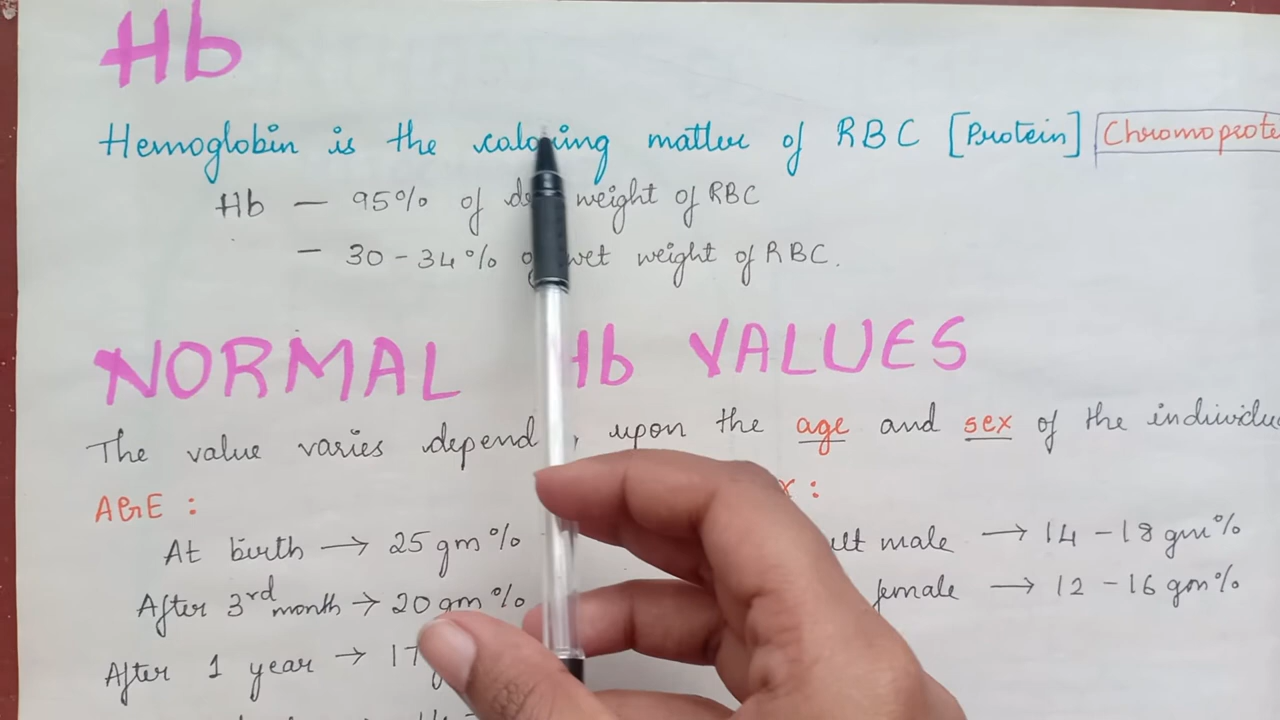 Hb
Hemoglobin is the coloring matter of RBC [Protein] Chromoprote
Hb — 95% of weight of RBC
— 30 - 34% wet weight of RBC.
NORMAL Hb VALUES
The value varies depend upon the age and sex of the individu
AGE :
At birth → 25 gm%
After 3rd month → 20 gm%
After 1 year → 17
male → 14 - 18 gm%
female → 12 - 16 gm%